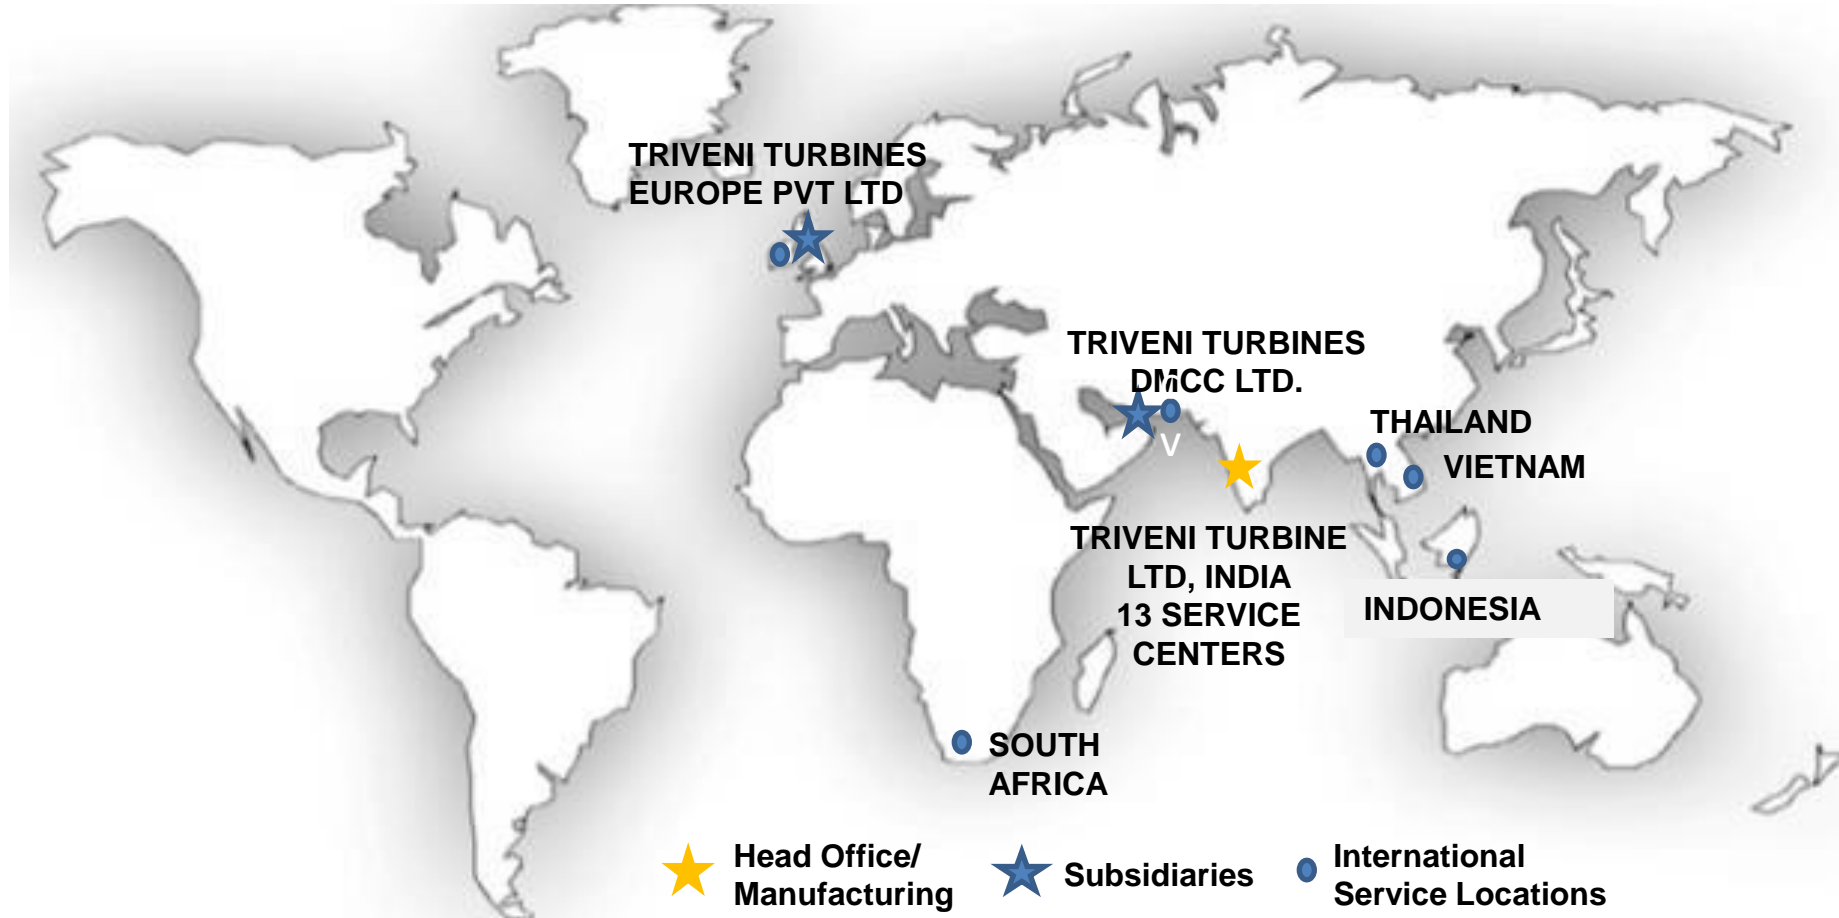 TRIVENI TURBINES
EUROPE PVT LTD
TRIVENI TURBINES
DMCC LTD.
V
THAILAND
VIETNAM
TRIVENI TURBINE
LTD, INDIA
13 SERVICE
CENTERS
INDONESIA
SOUTH
AFRICA
Head Office/
Manufacturing
Subsidiaries
International
Service Locations